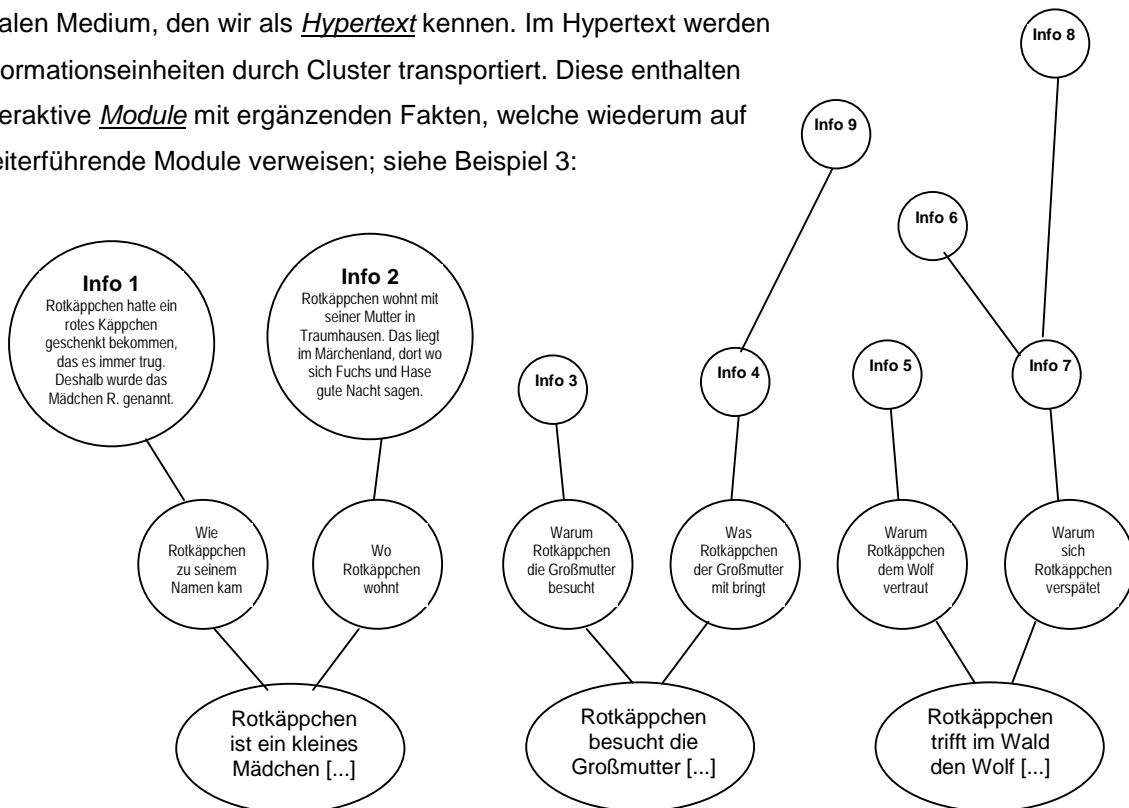 alen Medium, den wir als Hypertext kennen. Im Hypertext werden
ormationseinheiten durch Cluster transportiert. Diese enthalten
eraktive Module mit ergänzenden Fakten, welche wiederum auf
eiterführende Module verweisen; siehe Beispiel 3:
Info 8
Info 9
Info 6
Info 1
Rotkäppchen hatte ein
rotes Käppchen
geschenkt bekommen,
das es immer trug.
Deshalb wurde das
Mädchen R. genannt.
Info 2
Rotkäppchen wohnt mit
seiner Mutter in
Traumhausen. Das liegt
im Märchenland, dort wo
sich Fuchs und Hase
gute Nacht sagen.
Info 3
Info 4
Info 5
Info 7
Wie
Rotkäppchen
zu seinem
Namen kam
Wo
Rotkäppchen
wohnt
Warum
Rotkäppchen
die Großmutter
besucht
Was
Rotkäppchen
der Großmutter
mit bringt
Warum
Rotkäppchen
dem Wolf
vertraut
Warum
sich
Rotkäppchen
verspätet
Rotkäppchen
ist ein kleines
Mädchen [...]
Rotkäppchen
besucht die
Großmutter [...]
Rotkäppchen
trifft im Wald
den Wolf [...]